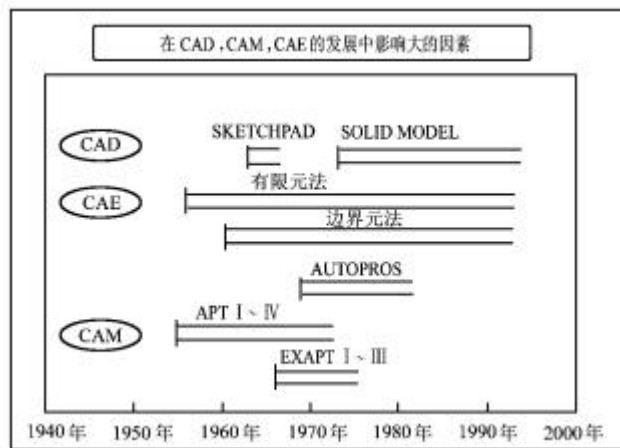 在CAD,CAM,CAE的发展中影响大的因素
SKETCHPAD SOLID MODEL
CAD
有限元法
CAE
边界元法
AUTOPROS
APT Ⅰ~Ⅳ
CAM
EXAPT Ⅰ~Ⅲ
1940年 1950年 1960年 1970年 1980年 1990年 2000年